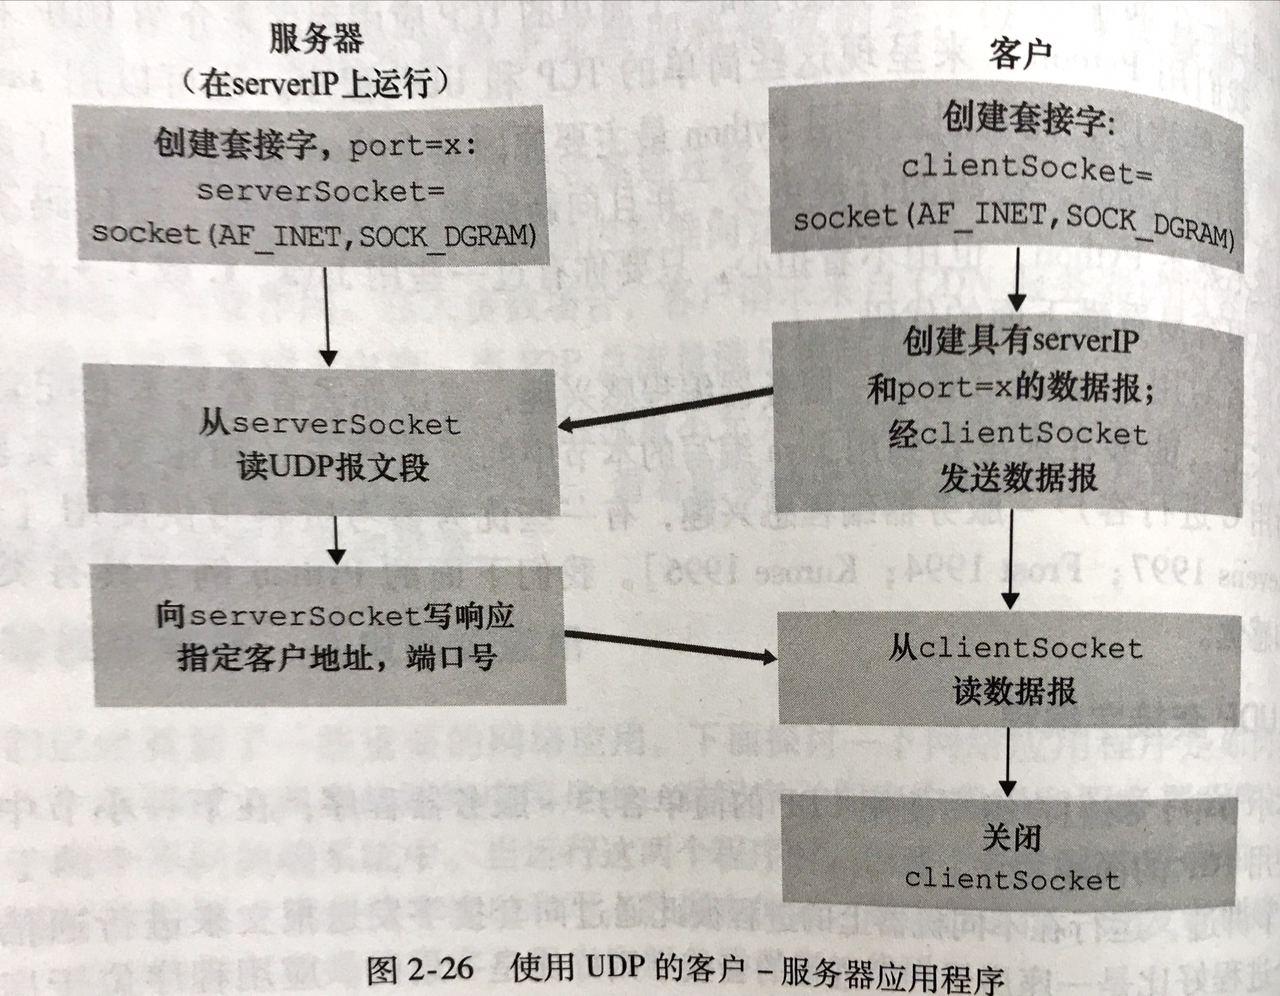 服务器
（在serverIP上运行）
创建套接字，port=x:
serverSocket=
socket(AF_INET,SOCK_DGRAM)
从serverSocket
读UDP报文段
向serverSocket写响应
指定客户地址，端口号
客户
创建套接字:
clientSocket=
socket(AF_INET,SOCK_DGRAM)
创建具有serverIP
和port=x的数据报；
经clientSocket
发送数据报
从clientSocket
读数据报
关闭
clientSocket
图 2-26 使用 UDP 的客户 – 服务器应用程序